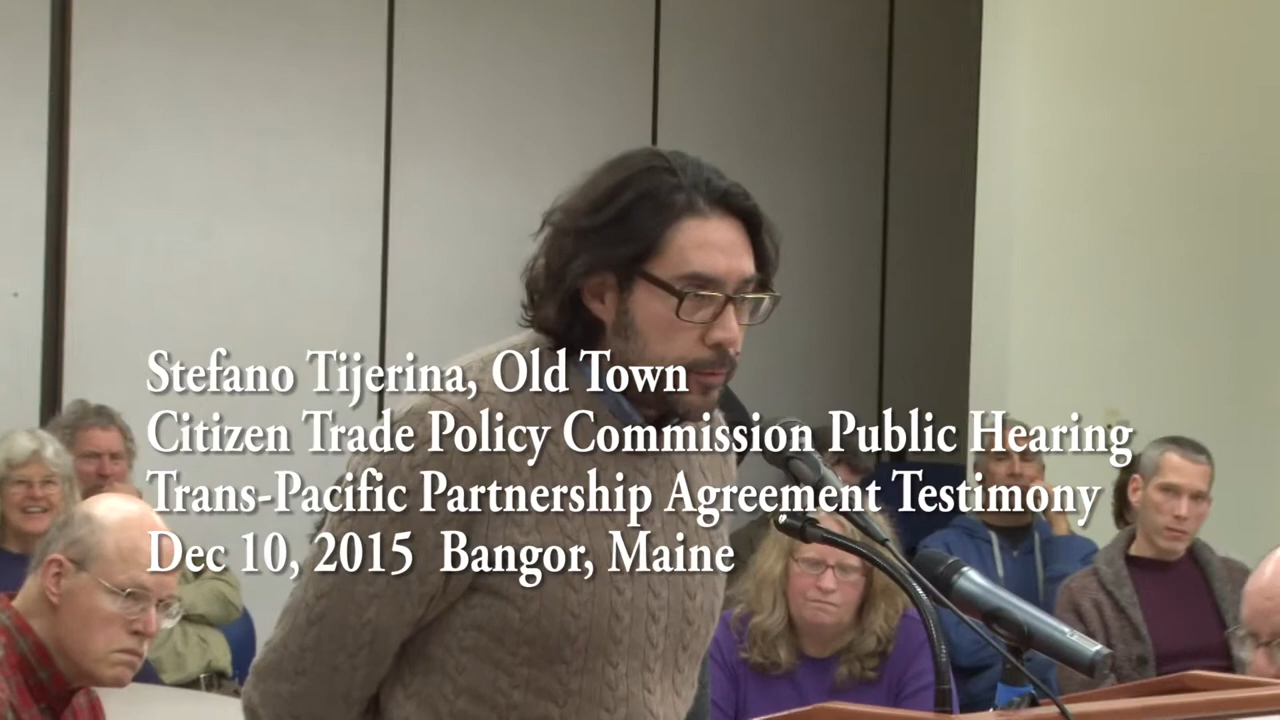 Stefano Tijerina, Old Town
Citizen Trade Policy Commission Public Hearing
Trans-Pacific Partnership Agreement Testimony
Dec 10, 2015 Bangor, Maine